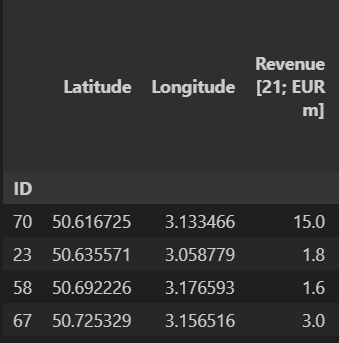 Revenue
Latitude Longitude [21; EUR
m]
ID
70 50.616725 3.133466 15.0
23 50.635571 3.058779 1.8
58 50.692226 3.176593 1.6
67 50.725329 3.156516 3.0